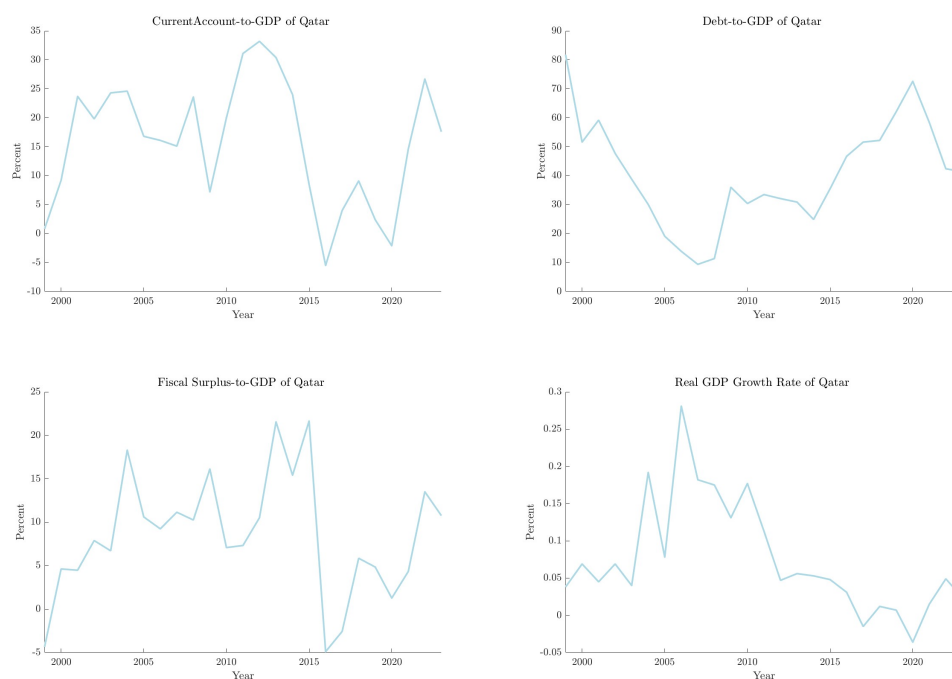 CurrentAccount-to-GDP of Qatar
35
30
25
20
15
10
5
0
-5
-10
Percent
2000 2005 2010 2015 2020
Year
Debt-to-GDP of Qatar
90
80
70
60
50
40
30
20
10
0
Percent
2000 2005 2010 2015 2020
Year
Fiscal Surplus-to-GDP of Qatar
25
20
15
10
5
0
-5
Percent
2000 2005 2010 2015 2020
Year
Real GDP Growth Rate of Qatar
0.3
0.25
0.2
0.15
0.1
0.05
0
-0.05
Percent
2000 2005 2010 2015 2020
Year